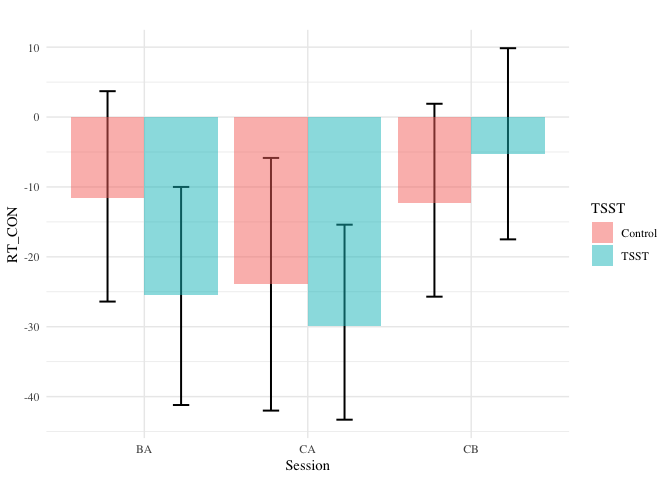 10
0
-10
-20
-30
-40
RT_CON
BA
CA
CB
Session
TSST
Control
TSST